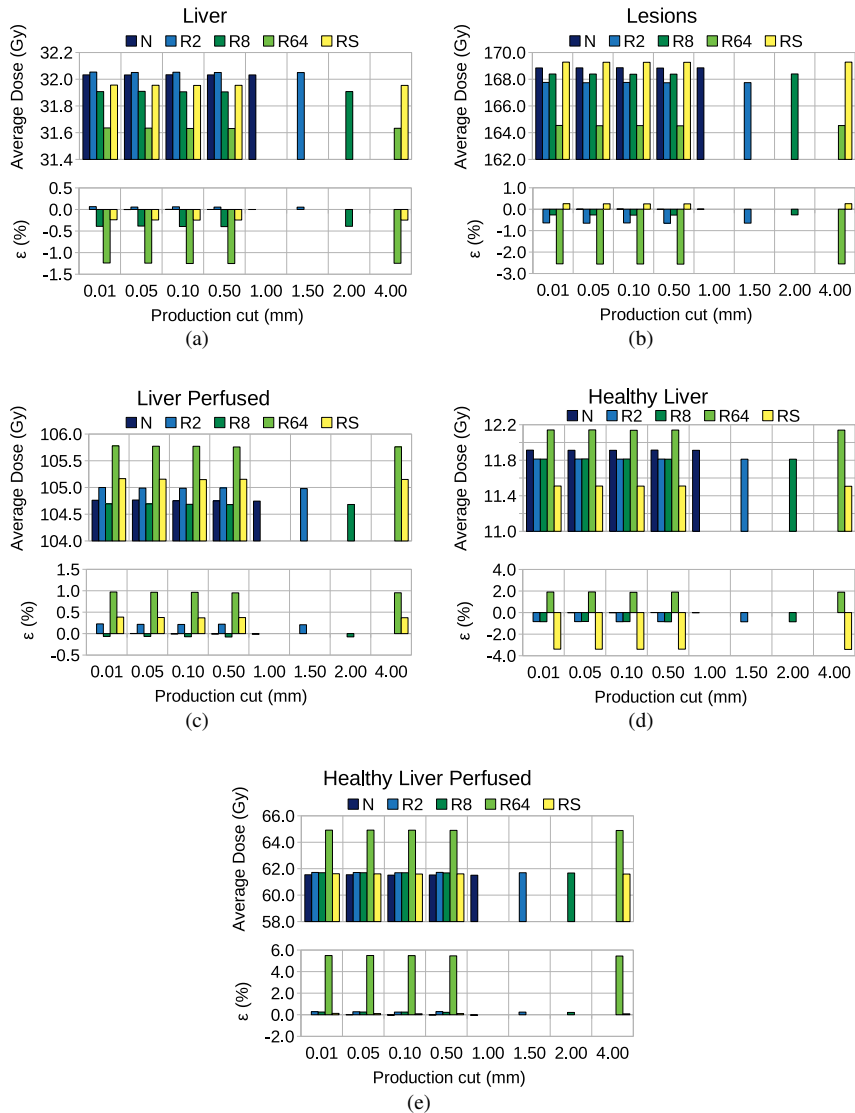 Liver
N R2 R8 R64 RS
Average Dose (Gy)
32.2
32.0
31.8
31.6
31.4
ε (%)
0.5
0.0
-0.5
-1.0
-1.5
0.01 0.05 0.10 0.50 1.00 1.50 2.00 4.00
Production cut (mm)
(a)
Lesions
N R2 R8 R64 RS
Average Dose (Gy)
170.0
168.0
166.0
164.0
162.0
ε (%)
1.0
0.0
-1.0
-2.0
-3.0
0.01 0.05 0.10 0.50 1.00 1.50 2.00 4.00
Production cut (mm)
(b)
Liver Perfused
N R2 R8 R64 RS
Average Dose (Gy)
106.0
105.5
105.0
104.5
104.0
ε (%)
1.5
1.0
0.5
0.0
-0.5
0.01 0.05 0.10 0.50 1.00 1.50 2.00 4.00
Production cut (mm)
(c)
Healthy Liver
N R2 R8 R64 RS
Average Dose (Gy)
12.2
11.8
11.4
11.0
ε (%)
4.0
2.0
0.0
-2.0
-4.0
0.01 0.05 0.10 0.50 1.00 1.50 2.00 4.00
Production cut (mm)
(d)
Healthy Liver Perfused
N R2 R8 R64 RS
Average Dose (Gy)
66.0
64.0
62.0
60.0
58.0
ε (%)
6.0
4.0
2.0
0.0
-2.0
0.01 0.05 0.10 0.50 1.00 1.50 2.00 4.00
Production cut (mm)
(e)